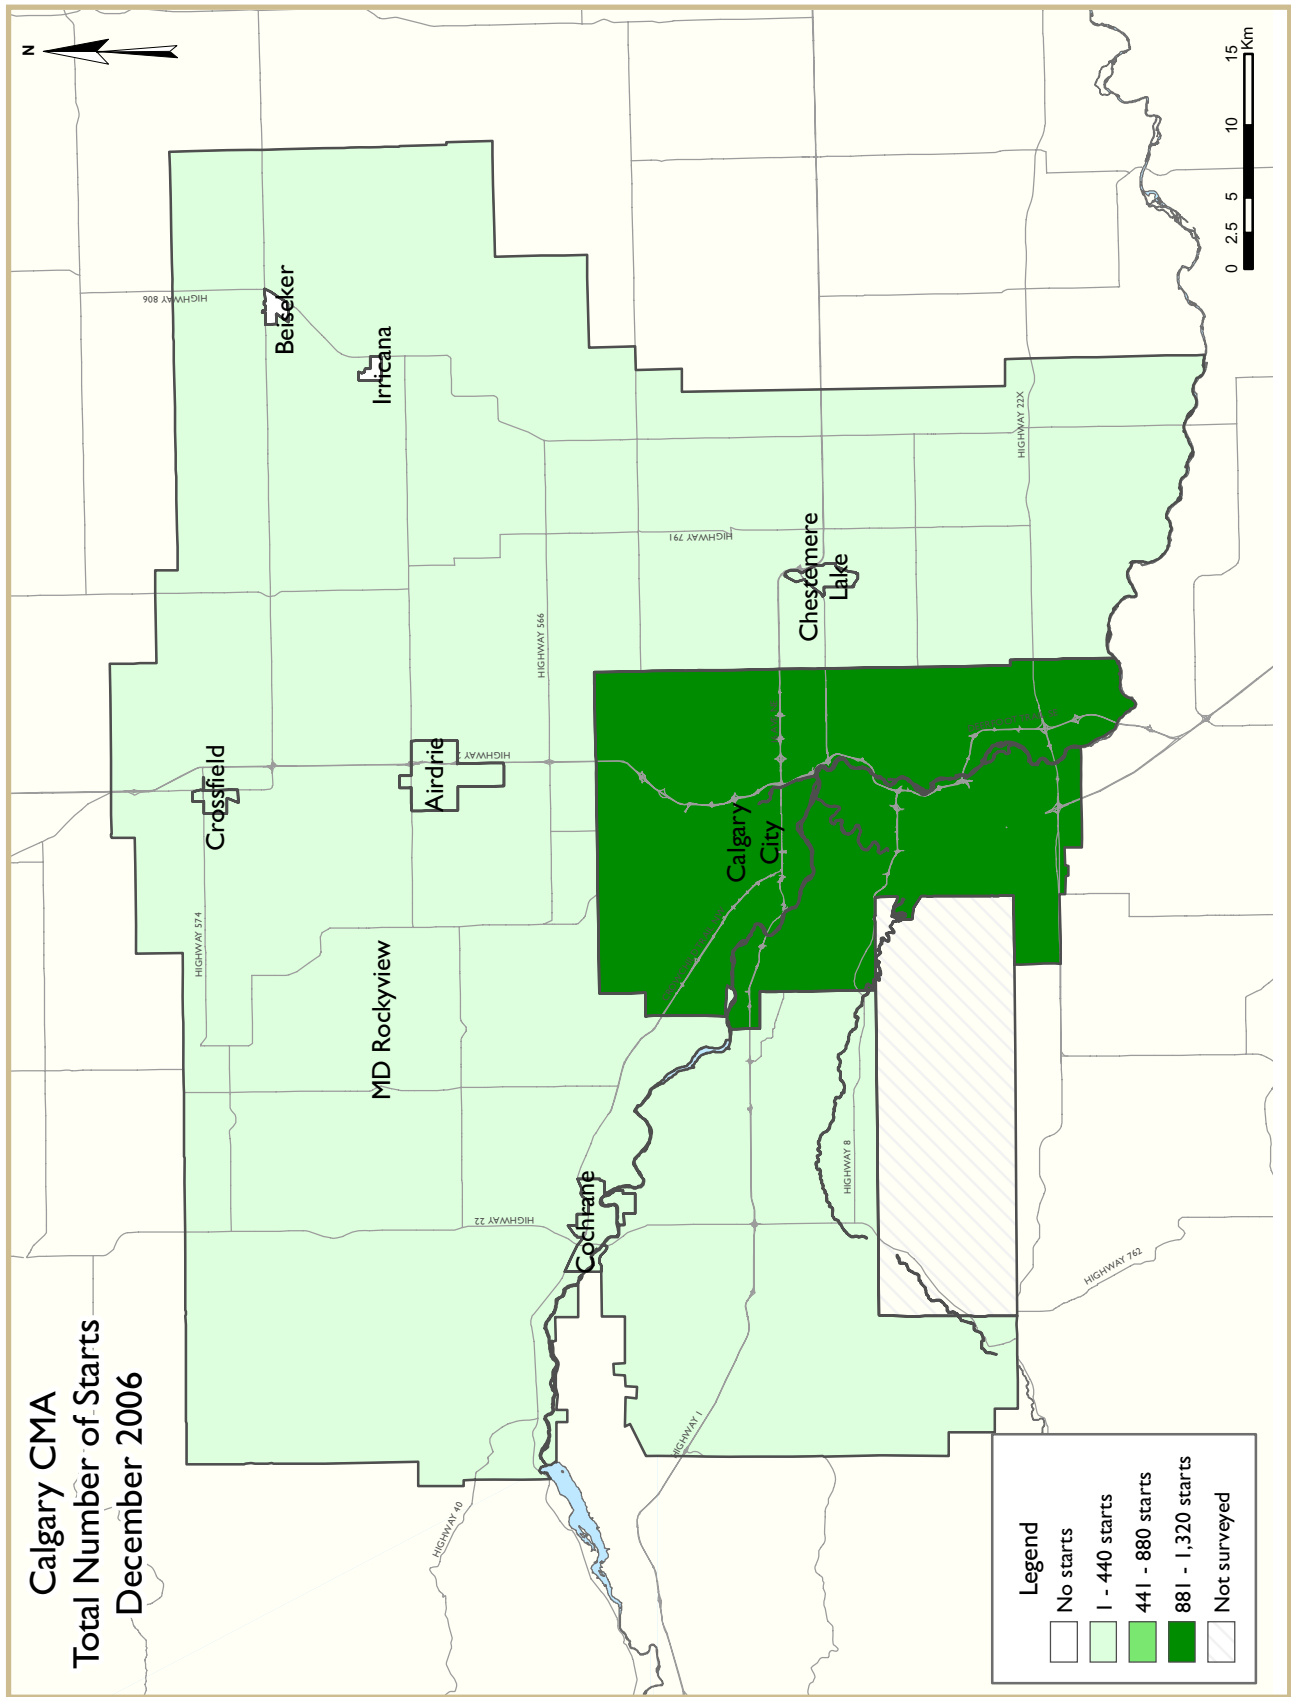 Calgary CMA
Total Number of Starts
December 2006
N
Crossfield
Beiseker
Irricana
Airdrie
MD Rockyview
Cochrane
Calgary
City
Chestemere
Lake
HIGHWAY 806
HIGHWAY 574
HIGHWAY 566
HIGHWAY
HIGHWAY 791
HIGHWAY 22X
HIGHWAY 22
HIGHWAY 8
HIGHWAY 1
HIGHWAY 40
HIGHWAY 762
Legend
No starts
1 - 440 starts
441 - 880 starts
881 - 1,320 starts
Not surveyed
0 2.5 5 10 15
Km